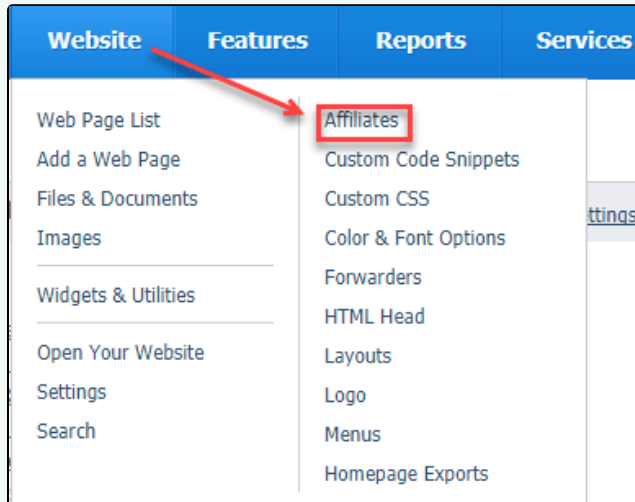 Website Features Reports Services
Web Page List
Add a Web Page
Files & Documents
Images
Widgets & Utilities
Open Your Website
Settings
Search
Affiliates
Custom Code Snippets
Custom CSS
Color & Font Options
Forwarders
HTML Head
Layouts
Logo
Menus
Homepage Exports
ttings